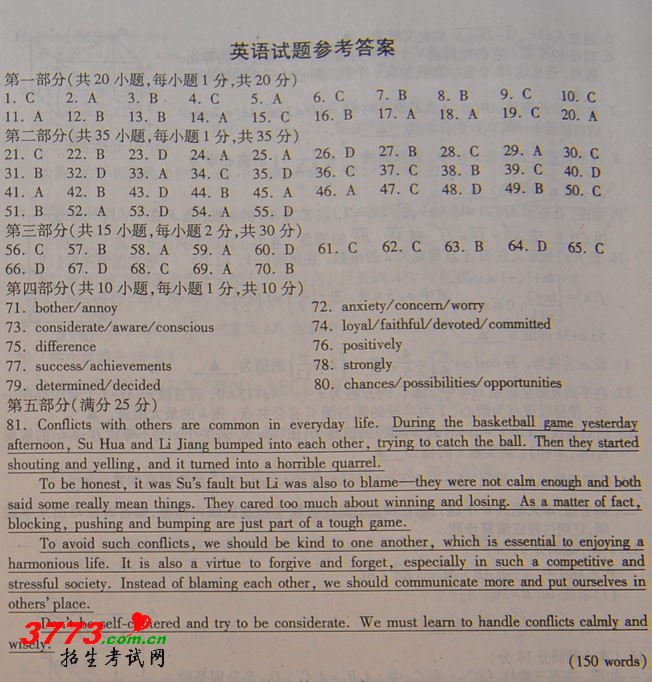 英语试题参考答案
第一部分(共20小题,每小题1分,共20分)
1. C 2. A 3. B 4. C 5. A 6. C 7. B 8. B 9. C 10. C
11. A 12. B 13. B 14. A 15. C 16. B 17. A 18. A 19. C 20. A
第二部分(共35小题,每小题1分,共35分)
21. C 22. B 23. D 24. A 25. A 26. D 27. B 28. C 29. A 30. C
31. B 32. D 33. A 34. C 35. D 36. C 37. C 38. B 39. C 40. D
41. A 42. B 43. D 44. B 45. A 46. A 47. C 48. D 49. B 50. C
51. B 52. A 53. D 54. A 55. D
第三部分(共15小题,每小题2分,共30分)
56. C 57. B 58. A 59. A 60. D 61. C 62. C 63. B 64. D 65. C
66. D 67. D 68. C 69. A 70. B
第四部分(共10小题,每小题1分,共10分)
71. bother/annoy 72. anxiety/concern/worry
73. considerate/aware/conscious 74. loyal/faithful/devoted/committed
75. difference 76. positively
77. success/achievements 78. strongly
79. determined/decided 80. chances/possibilities/opportunities
第五部分(满分25分)
81. Conflicts with others are common in everyday life. During the basketball game yesterday
afternoon, Su Hua and Li Jiang bumped into each other, trying to catch the ball. Then they started
shouting and yelling, and it turned into a horrible quarrel.
To be honest, it was Su's fault but Li was also to blame—they were not calm enough and both
said some really mean things. They cared too much about winning and losing. As a matter of fact,
blocking, pushing and bumping are just part of a tough game.
To avoid such conflicts, we should be kind to one another, which is essential to enjoying a
harmonious life. It is also a virtue to forgive and forget, especially in such a competitive and
stressful society. Instead of blaming each other, we should communicate more and put ourselves in
others' place.
Don't be self-centered and try to be considerate. We must learn to handle conflicts calmly and
wisely.
(150 words)
3773.com.cn
招生考试网